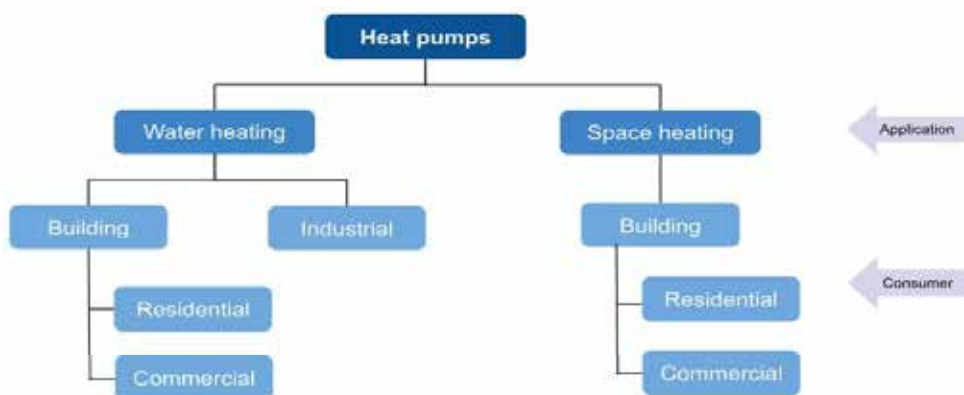 Heat pumps
Water heating
Space heating
Application
Building
Industrial
Building
Consumer
Residential
Residential
Commercial
Commercial